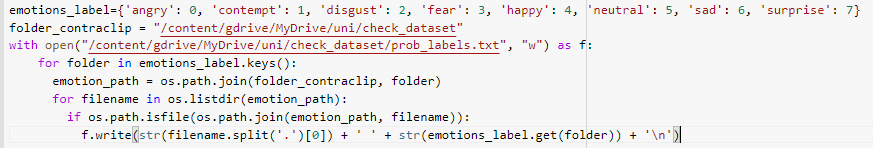 emotions_label={'angry': 0, 'contempt': 1, 'disgust': 2, 'fear': 3, 'happy': 4, 'neutral': 5, 'sad': 6, 'surprise': 7}
folder_contraclip = "/content/gdrive/MyDrive/uni/check_dataset"
with open("/content/gdrive/MyDrive/uni/check_dataset/prob_labels.txt", "w") as f:
    for folder in emotions_label.keys():
      emotion_path = os.path.join(folder_contraclip, folder)
      for filename in os.listdir(emotion_path):
        if os.path.isfile(os.path.join(emotion_path, filename)):
          f.write(str(filename.split('.')[0]) + ' ' + str(emotions_label.get(folder)) + '\n')